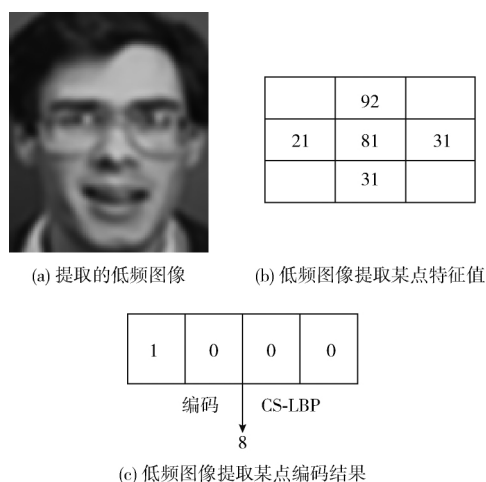 92
21 81 31
31
(a) 提取的低频图像
(b) 低频图像提取某点特征值
1 0 0 0
编码 CS-LBP
8
(c) 低频图像提取某点编码结果